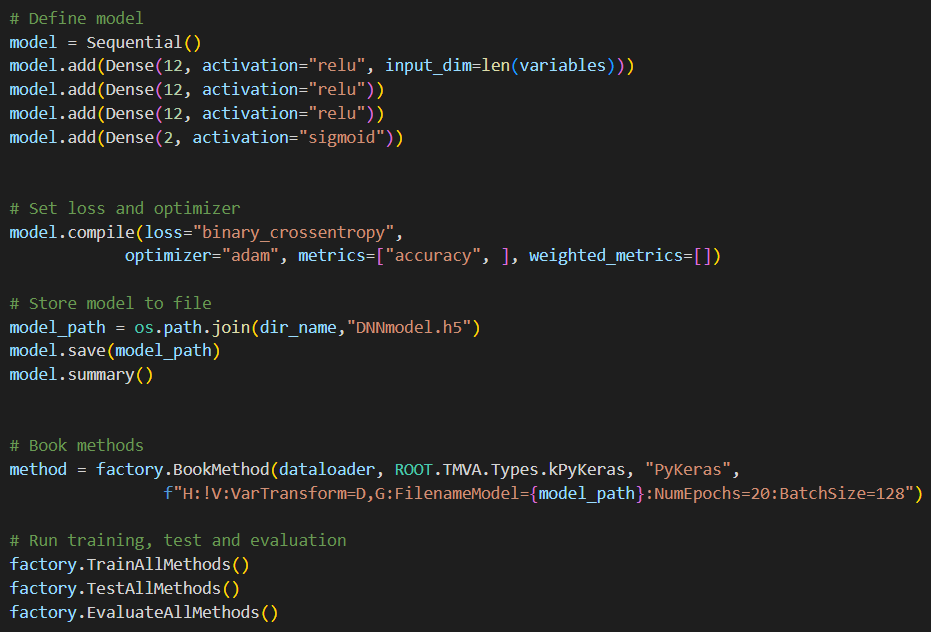 # Define model
model = Sequential()
model.add(Dense(12, activation="relu", input_dim=len(variables)))
model.add(Dense(12, activation="relu"))
model.add(Dense(12, activation="relu"))
model.add(Dense(2, activation="sigmoid"))
# Set loss and optimizer
model.compile(loss="binary_crossentropy",
optimizer="adam", metrics=["accuracy", ], weighted_metrics=[])
# Store model to file
model_path = os.path.join(dir_name,"DNNmodel.h5")
model.save(model_path)
model.summary()
# Book methods
method = factory.BookMethod(dataloader, ROOT.TMVA.Types.kPyKeras, "PyKeras",
f"H:!V:VarTransform=D,G:FilenameModel={model_path}:NumEpochs=20:BatchSize=128")
# Run training, test and evaluation
factory.TrainAllMethods()
factory.TestAllMethods()
factory.EvaluateAllMethods()